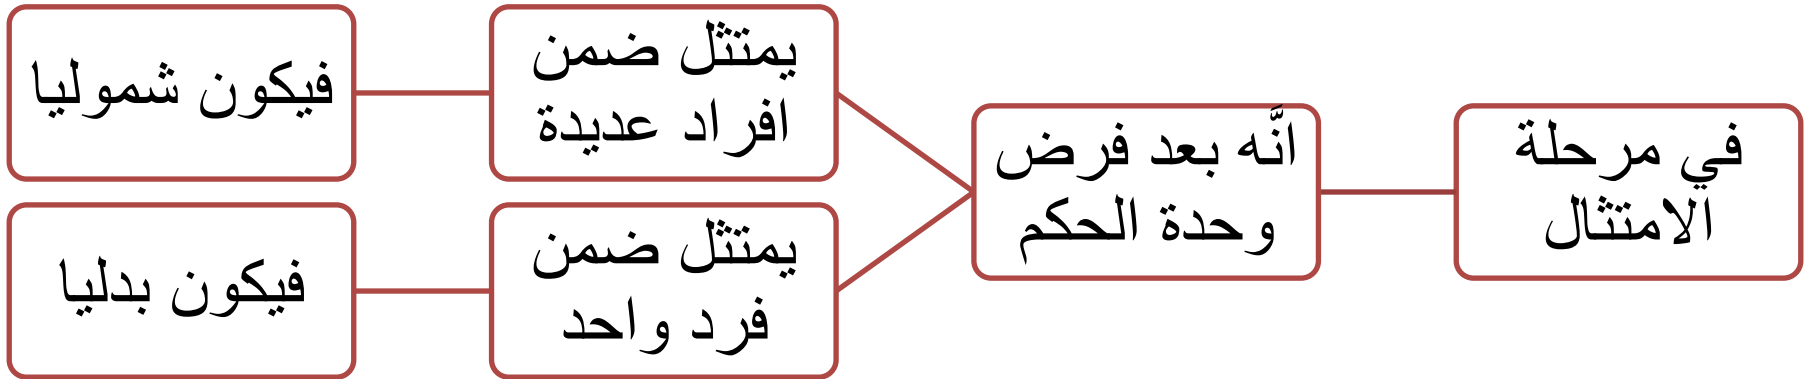 في مرحلة
الامتثال
انَّه بعد فرض
وحدة الحكم
يمتثل ضمن
افراد عديدة
فيكون شموليا
يمتثل ضمن
فرد واحد
فيكون بدليا